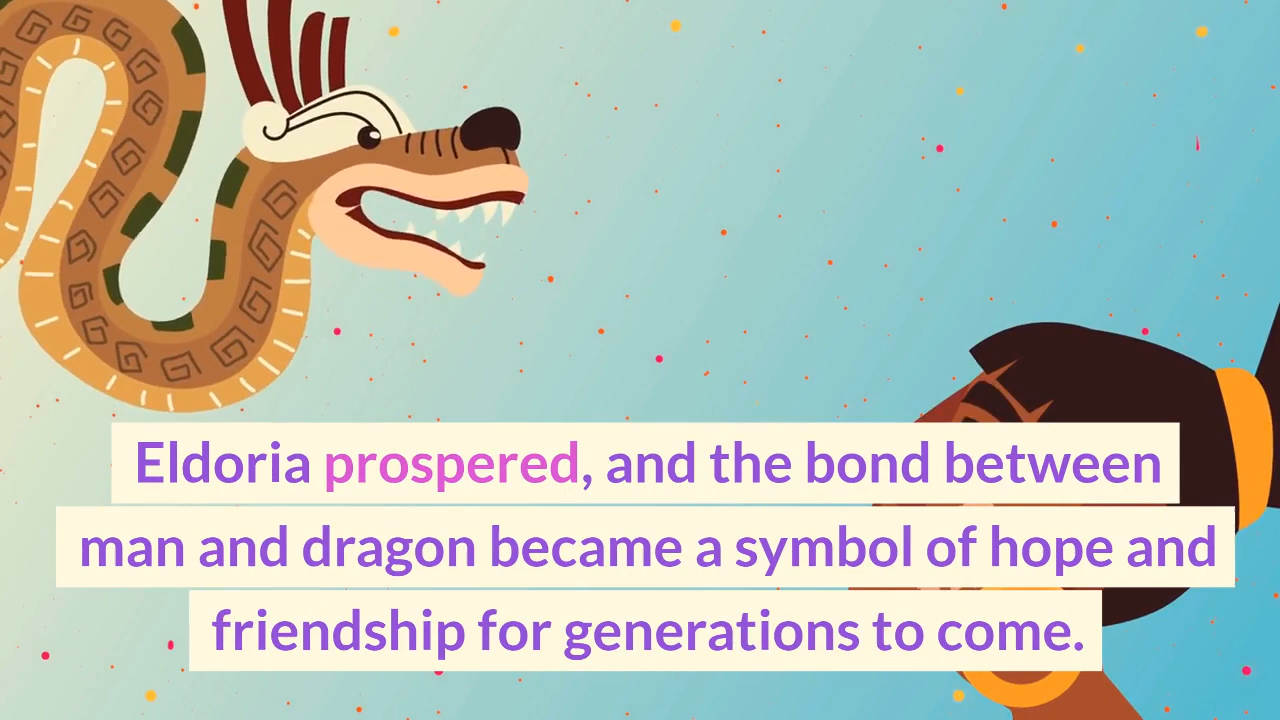 Eldoria prospered, and the bond between
man and dragon became a symbol of hope and
friendship for generations to come.